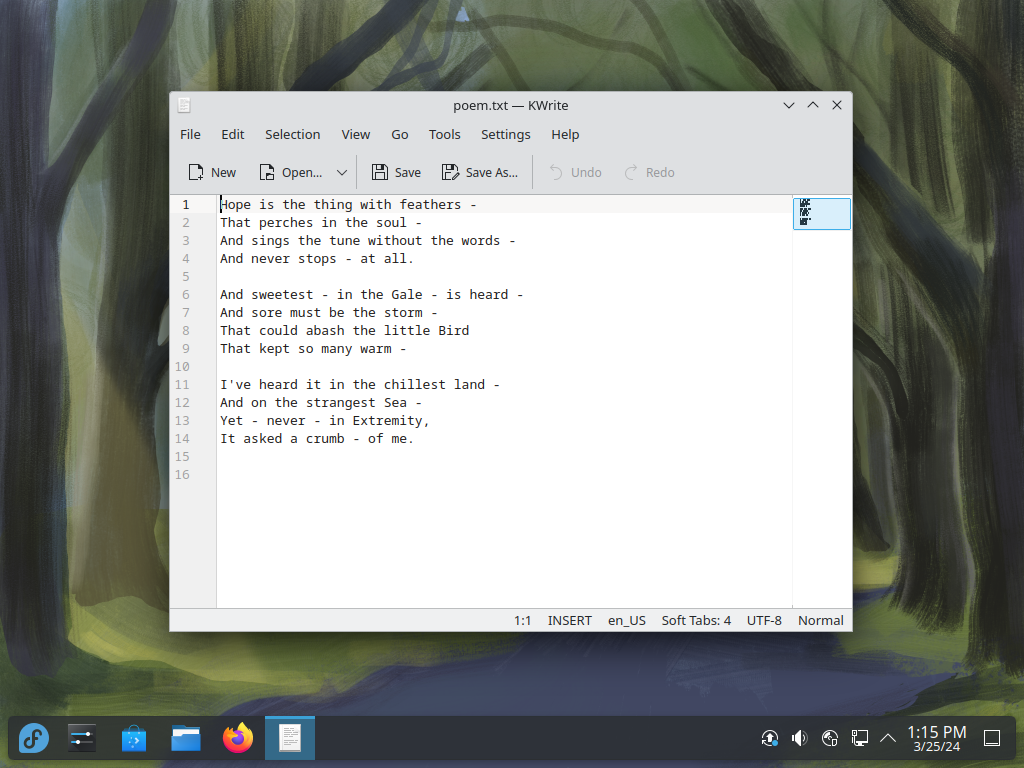 poem.txt — KWrite
File Edit Selection View Go Tools Settings Help
New Open... Save Save As... Undo Redo
1 Hope is the thing with feathers -
2 That perches in the soul -
3 And sings the tune without the words -
4 And never stops - at all.
5
6 And sweetest - in the Gale - is heard -
7 And sore must be the storm -
8 That could abash the little Bird
9 That kept so many warm -
10
11 I've heard it in the chillest land -
12 And on the strangest Sea -
13 Yet - never - in Extremity,
14 It asked a crumb - of me.
15
16
1:1 INSERT en_US Soft Tabs: 4 UTF-8 Normal
1:15 PM
3/25/24